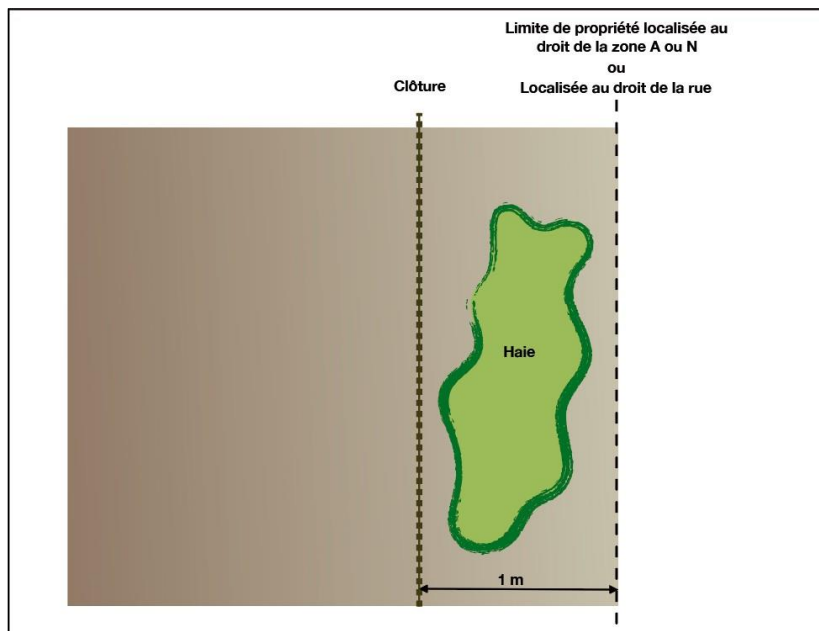 Limite de propriété localisée au
droit de la zone A ou N
ou
Localisée au droit de la rue
Clôture
Haie
1 m